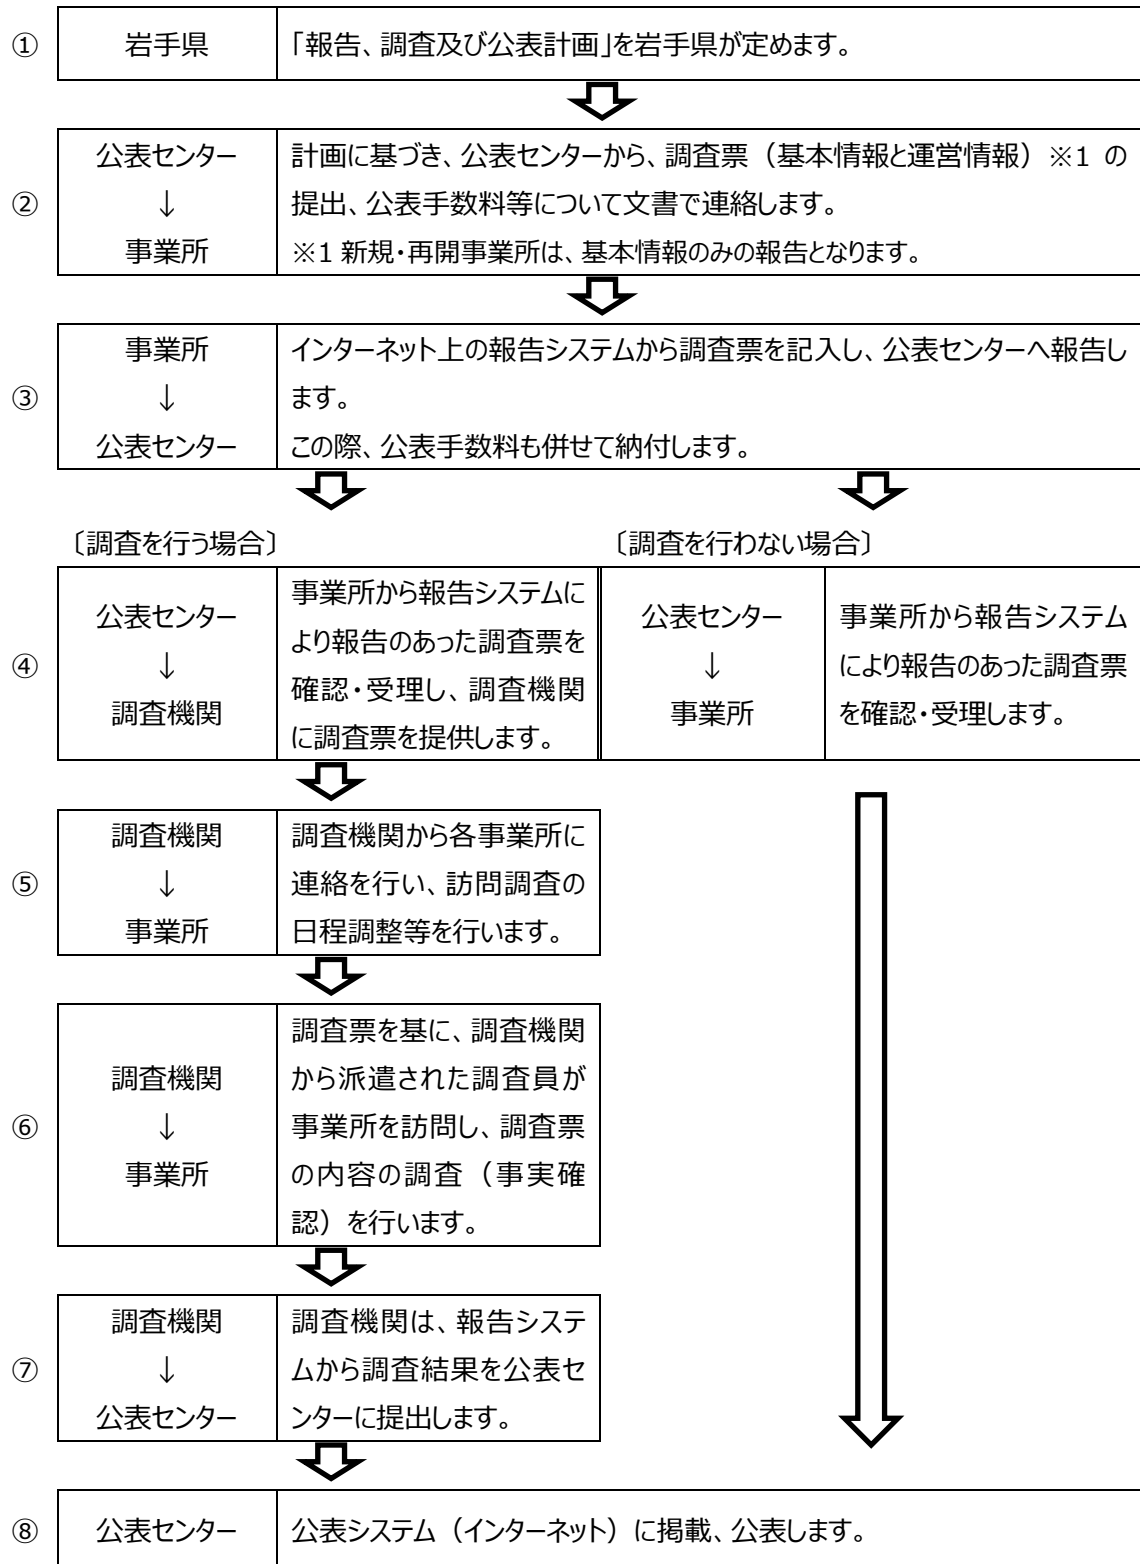 ①
岩手県
「報告、調査及び公表計画」を岩手県が定めます。
②
公表センター
↓
事業所
計画に基づき、公表センターから、調査票（基本情報と運営情報）※1 の
提出、公表手数料等について文書で連絡します。
※1 新規・再開事業所は、基本情報のみの報告となります。
③
事業所
↓
公表センター
インターネット上の報告システムから調査票を記入し、公表センターへ報告し
ます。
この際、公表手数料も併せて納付します。
〔調査を行う場合〕
〔調査を行わない場合〕
④
公表センター
↓
調査機関
事業所から報告システムに
より報告のあった調査票を
確認・受理し、調査機関
に調査票を提供します。
公表センター
↓
事業所
事業所から報告システム
により報告のあった調査票
を確認・受理します。
⑤
調査機関
↓
事業所
調査機関から各事業所に
連絡を行い、訪問調査の
日程調整等を行います。
⑥
調査機関
↓
事業所
調査票を基に、調査機関
から派遣された調査員が
事業所を訪問し、調査票
の内容の調査（事実確
認）を行います。
⑦
調査機関
↓
公表センター
調査機関は、報告システ
ムから調査結果を公表セ
ンターに提出します。
⑧
公表センター
公表システム（インターネット）に掲載、公表します。